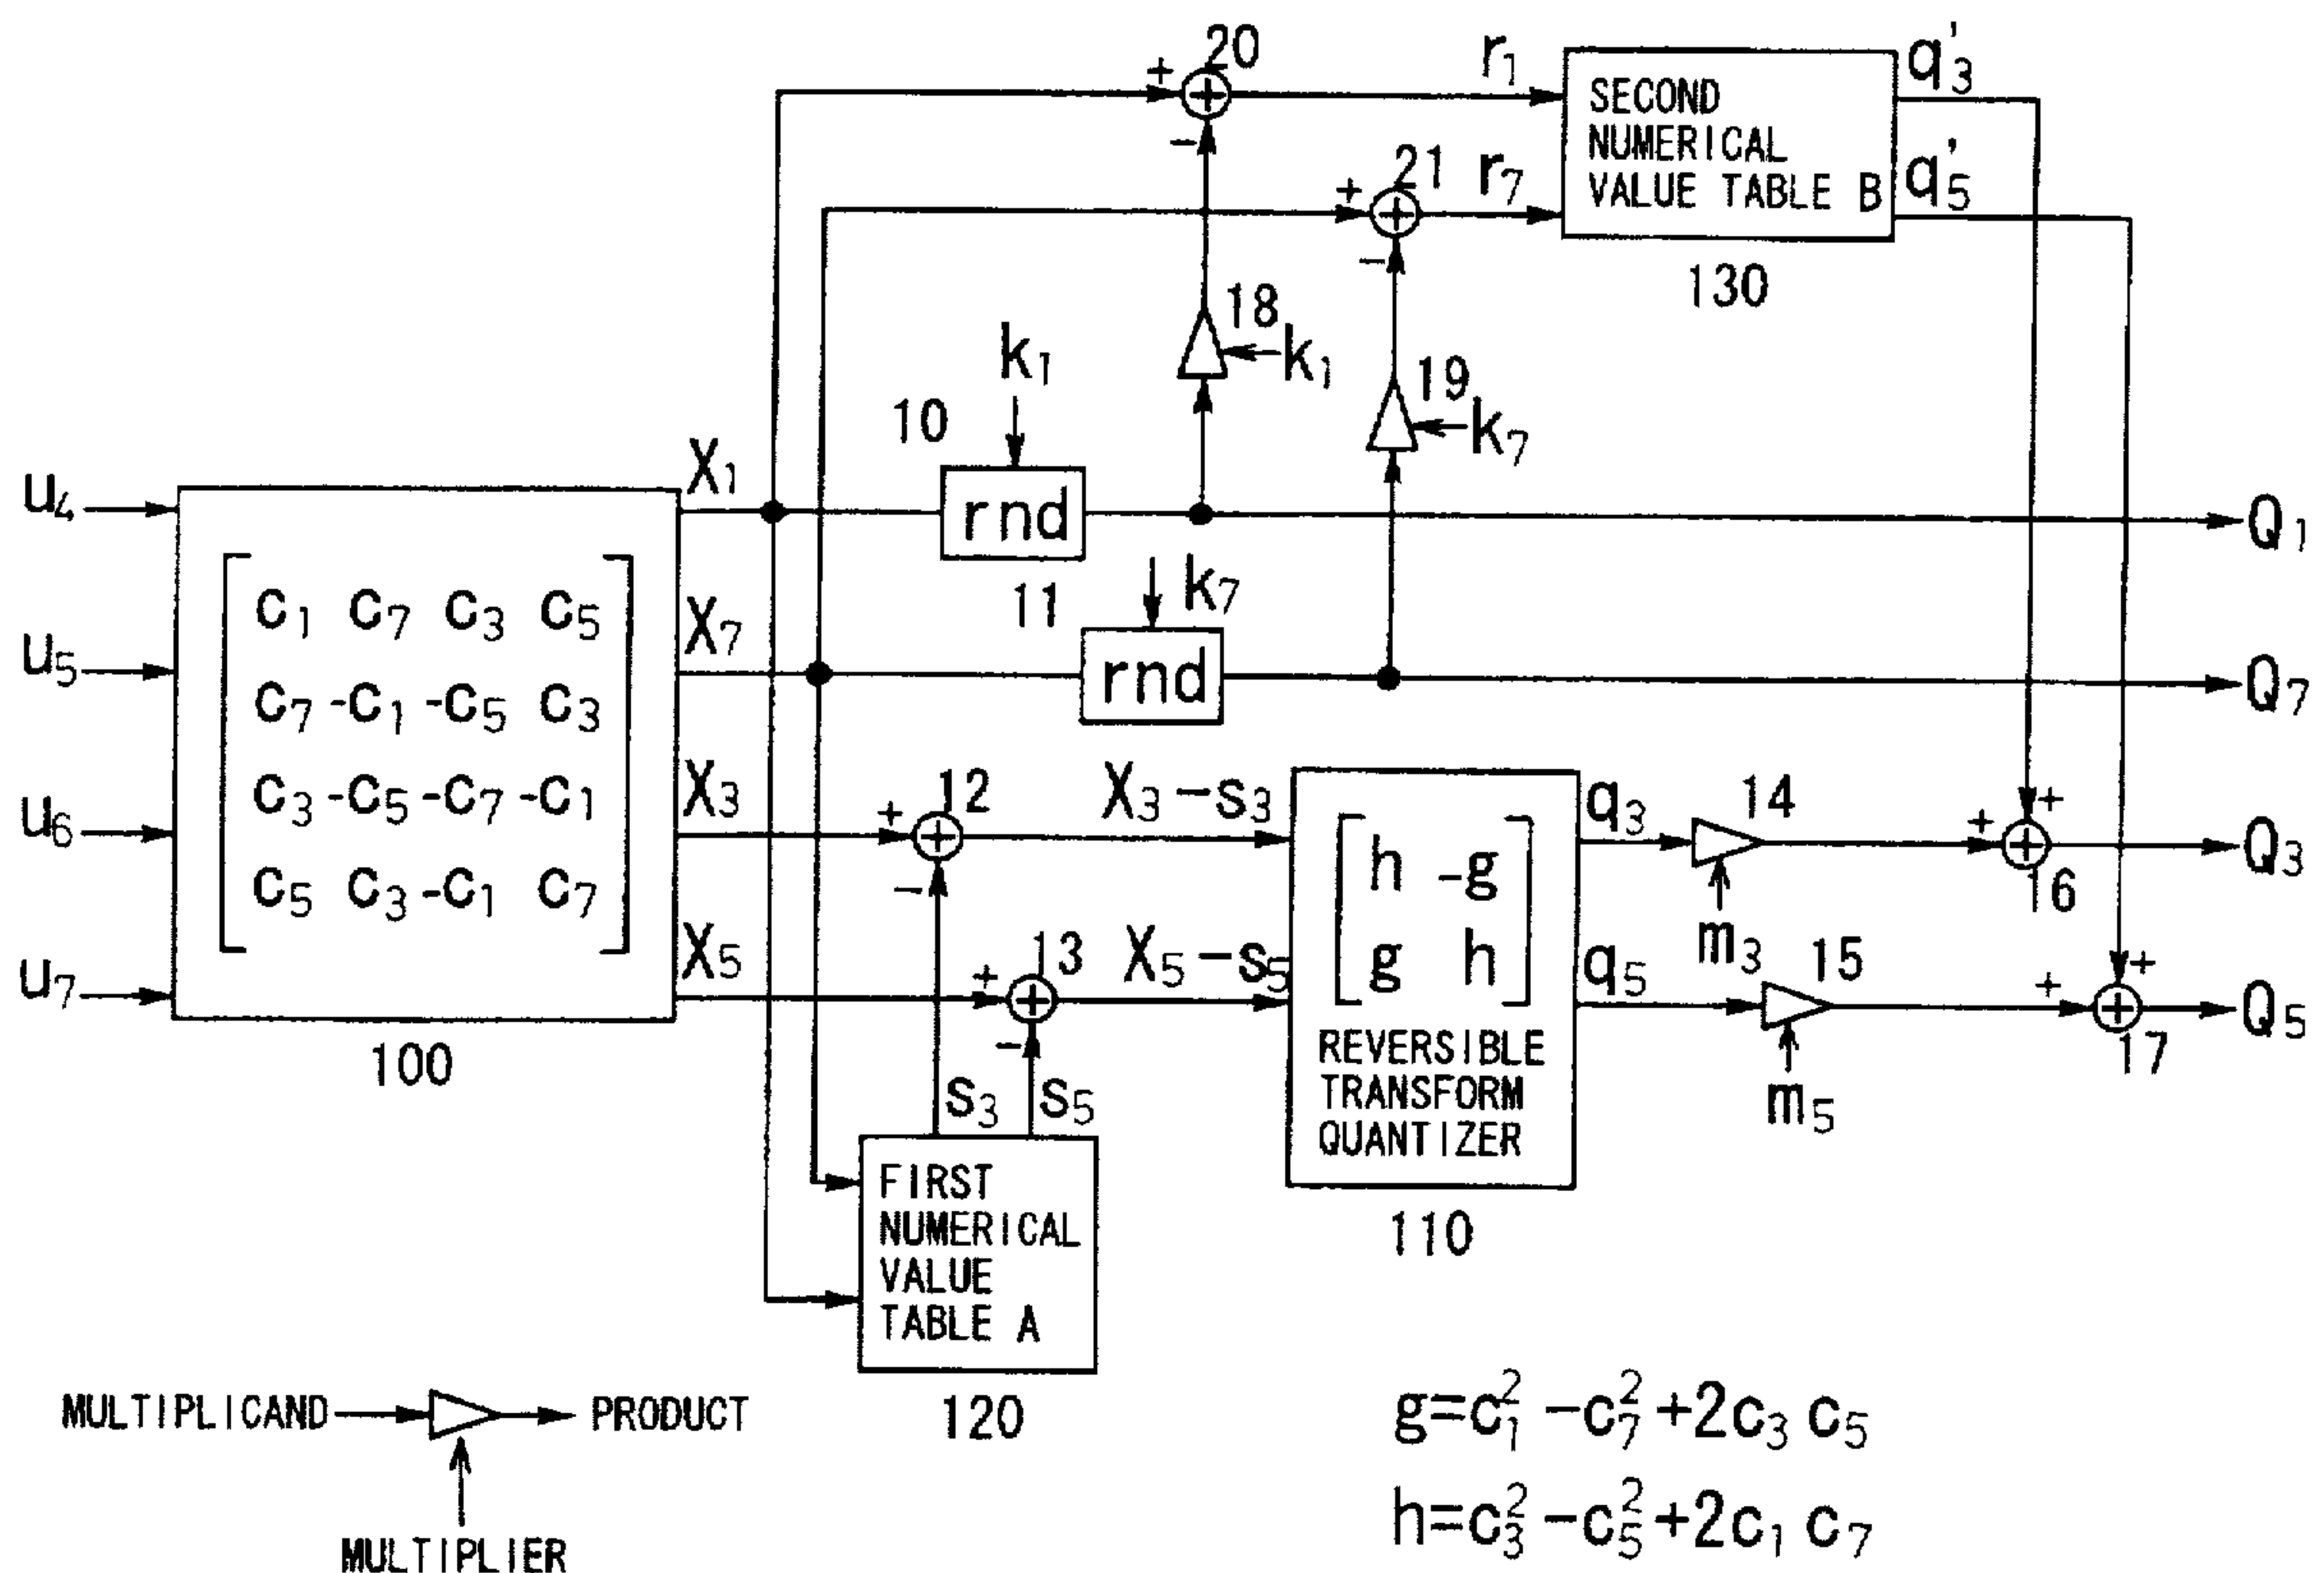 20
r₁
SECOND
NUMERICAL
VALUE TABLE B
q'₃
q'₅
+
-
21
r₇
+
-
130
18
k₁
k₁
19
k₇
10
rnd
X₁
u₄
Q₁
11
k₇
rnd
X₇
u₅
Q₇
c₁ c₇ c₃ c₅
c₇ -c₁ -c₅ c₃
c₃ -c₅ -c₇ -c₁
c₅ c₃ -c₁ c₇
u₆
u₇
100
X₃
+
12
-
X₃-s₃
X₅
+
13
-
X₅-s₅
s₃
s₅
h -g
g h
REVERSIBLE
TRANSFORM
QUANTIZER
110
q₃
14
m₃
+
+
16
Q₃
q₅
15
m₅
+
+
17
Q₅
FIRST
NUMERICAL
VALUE
TABLE A
120
MULTIPLICAND
PRODUCT
MULTIPLIER
g=c₁²-c₇²+2c₃ c₅
h=c₃²-c₅²+2c₁ c₇